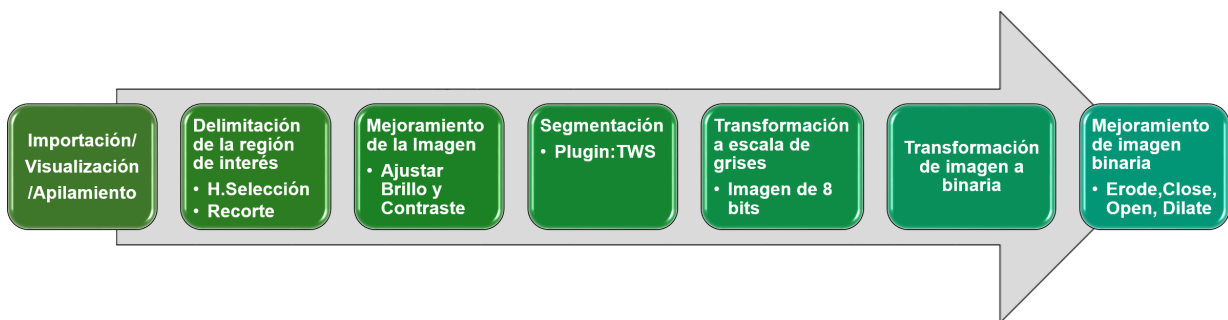 Importación/
Visualización
/Apilamiento
Delimitación
de la región
de interés
• H.Selección
• Recorte
Mejoramiento
de la Imagen
• Ajustar
Brillo y
Contraste
Segmentación
• Plugin:TWS
Transformación
a escala de
grises
• Imagen de 8
bits
Transformación
de imagen a
binaria
Mejoramiento
de imagen
binaria
• Erode,Close,
Open, Dilate